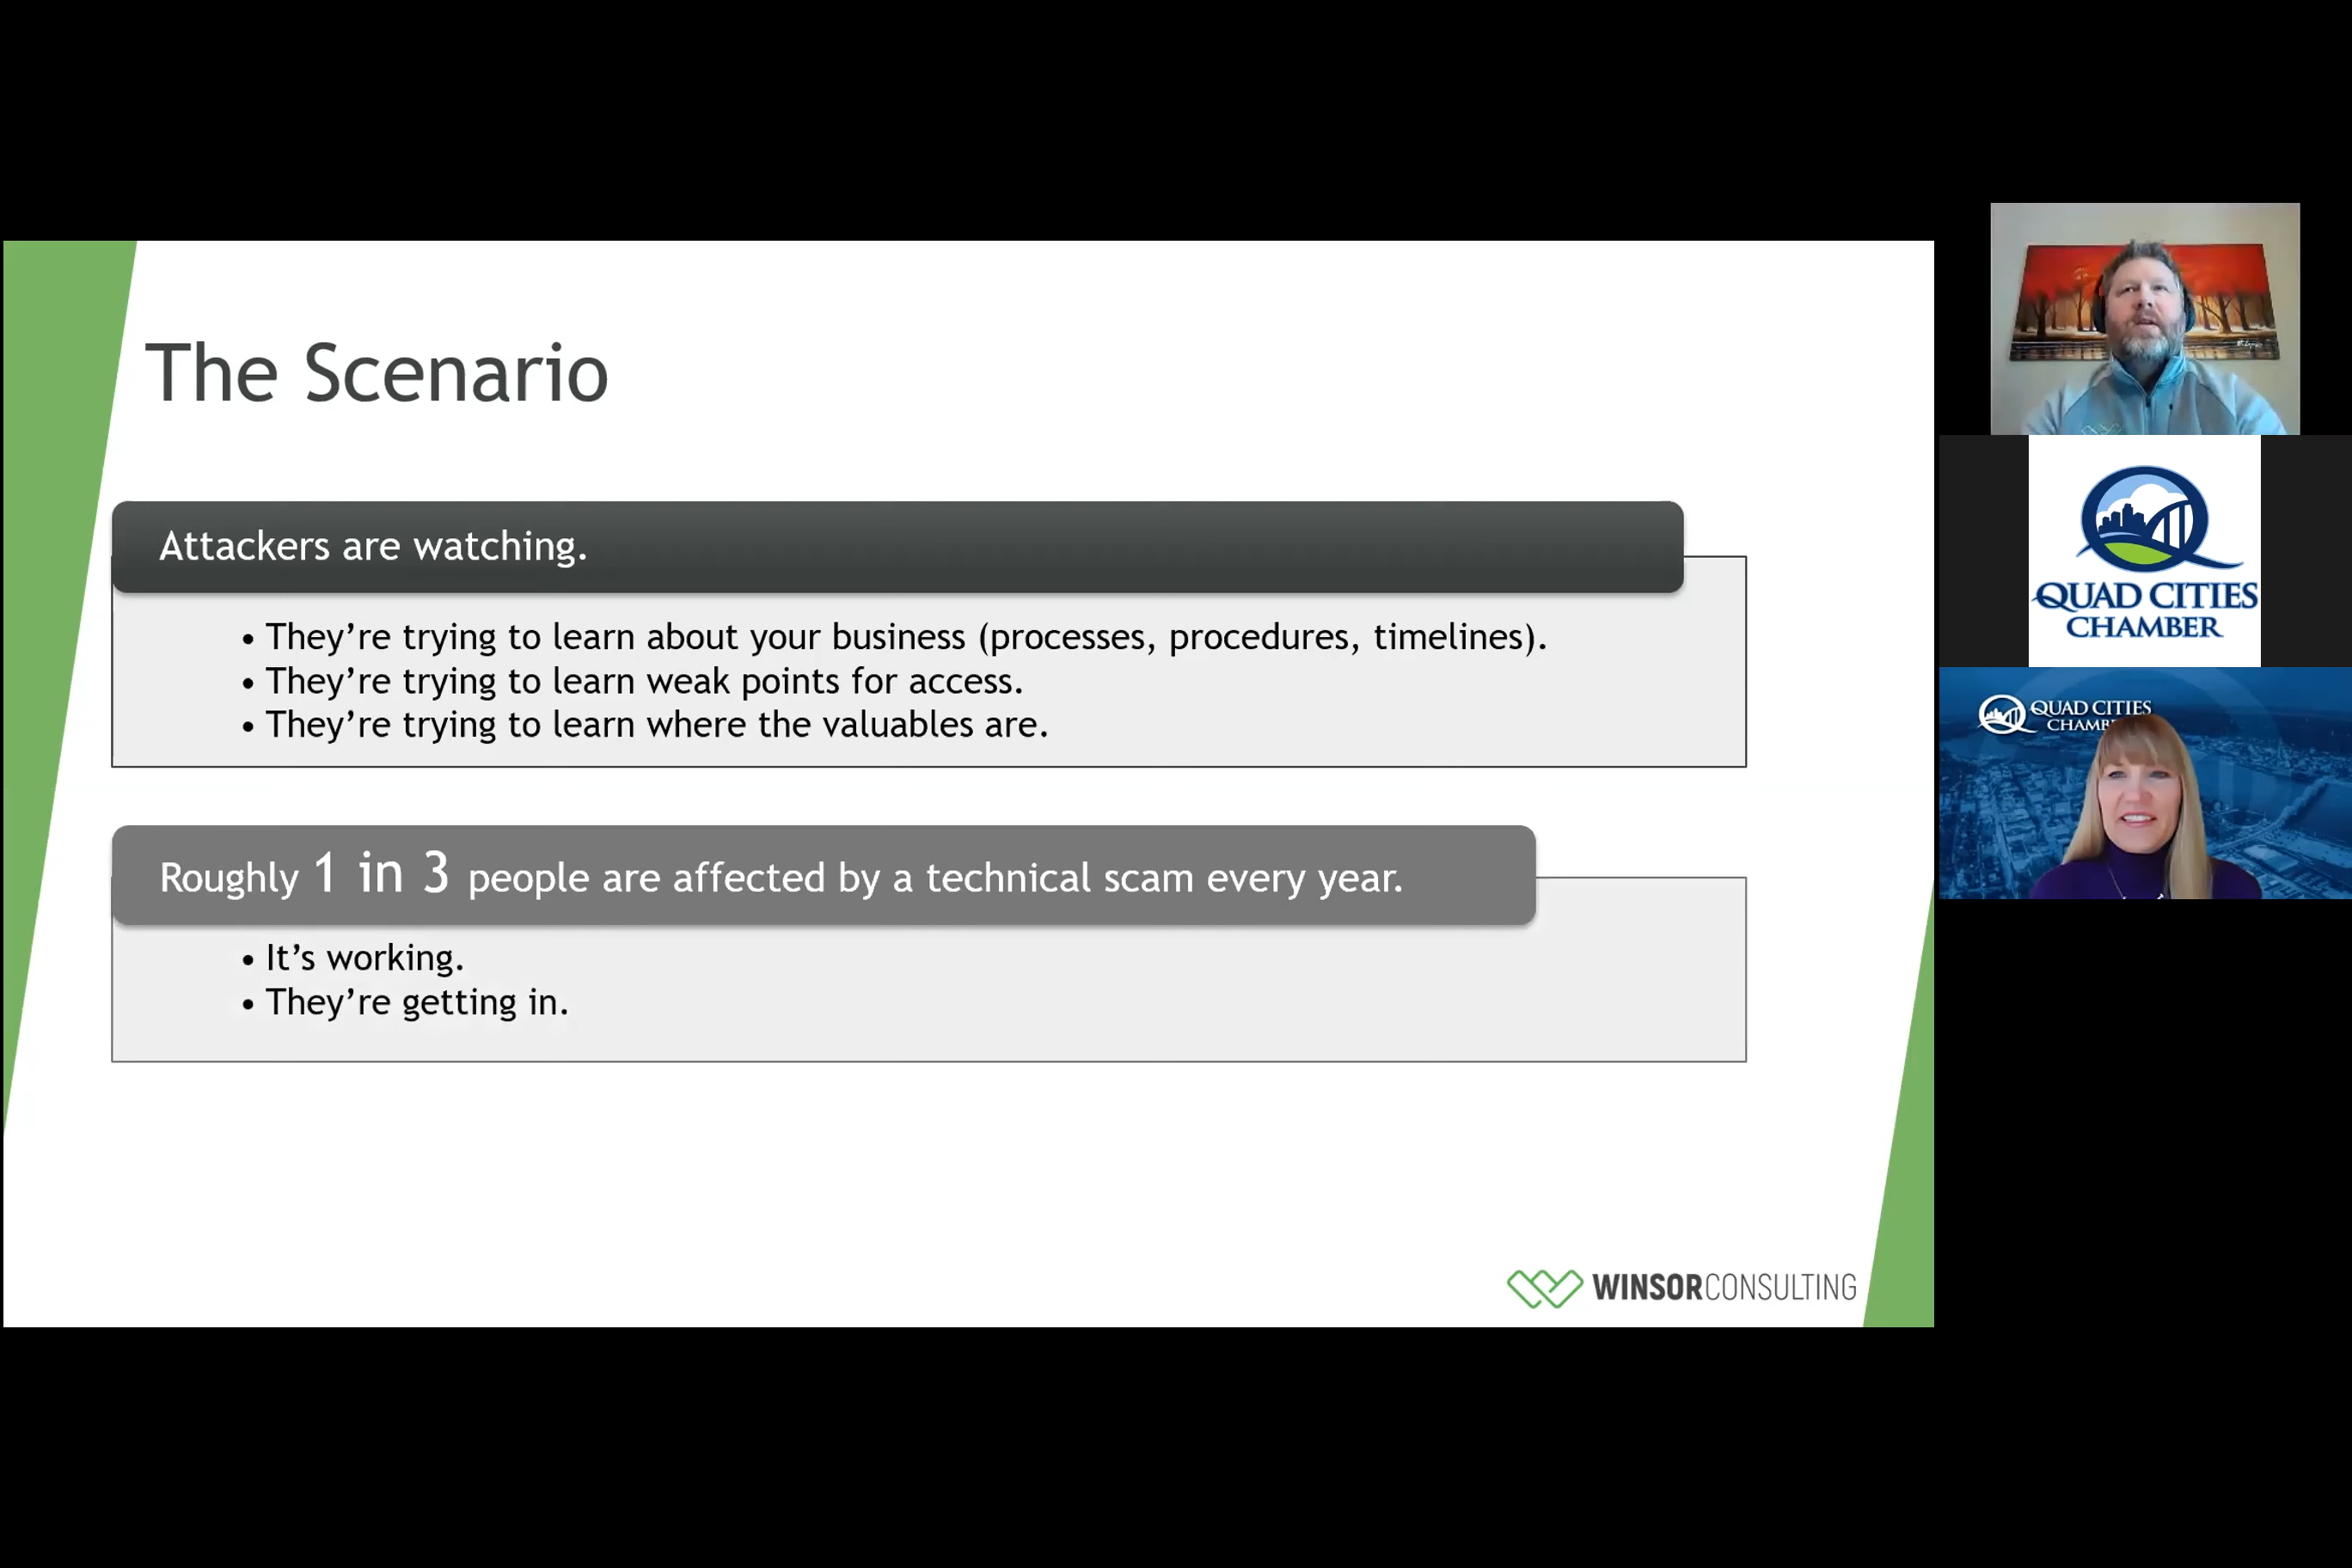 The Scenario
Attackers are watching.
• They’re trying to learn about your business (processes, procedures, timelines).
• They’re trying to learn weak points for access.
• They’re trying to learn where the valuables are.
Roughly 1 in 3 people are affected by a technical scam every year.
• It’s working.
• They’re getting in.
WINSORCONSULTING
QUAD CITIES
CHAMBER
QUAD CITIES